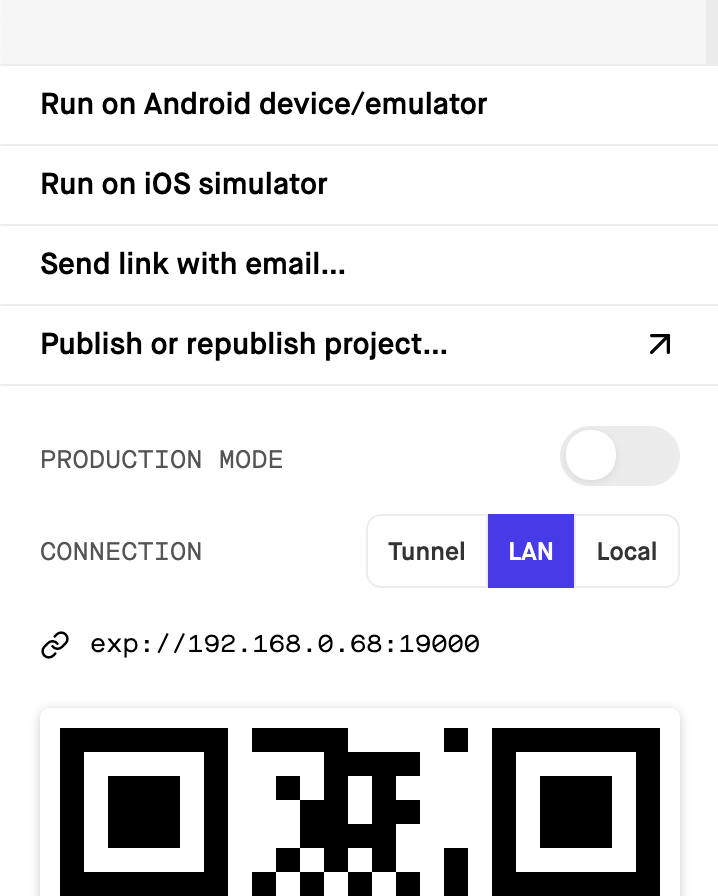 Run on Android device/emulator
Run on iOS simulator
Send link with email...
Publish or republish project...
PRODUCTION MODE
CONNECTION Tunnel LAN Local
exp://192.168.0.68:19000